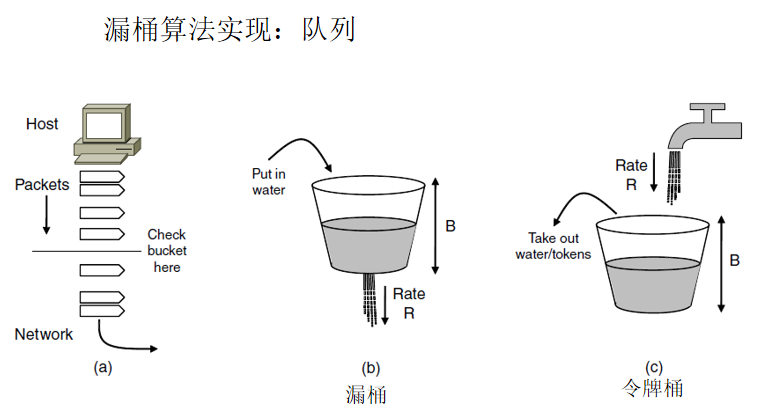 漏桶算法实现：队列
Host
Packets
Check
bucket
here
Network
(a)
Put in
water
B
Rate
R
(b)
漏桶
Rate
R
Take out
water/tokens
B
(c)
令牌桶